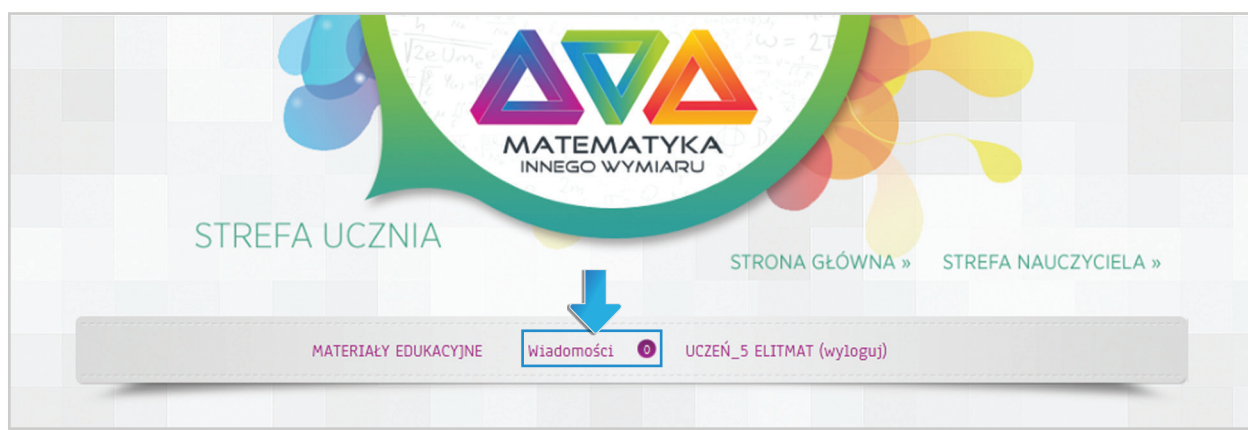 MATEMATYKA
INNEGO WYMIARU
STREFA UCZNIA
STRONA GŁÓWNA » STREFA NAUCZYCIELA »
MATERIAŁY EDUKACYJNE Wiadomości 0 UCZEŃ_5 ELITMAT (wyloguj)